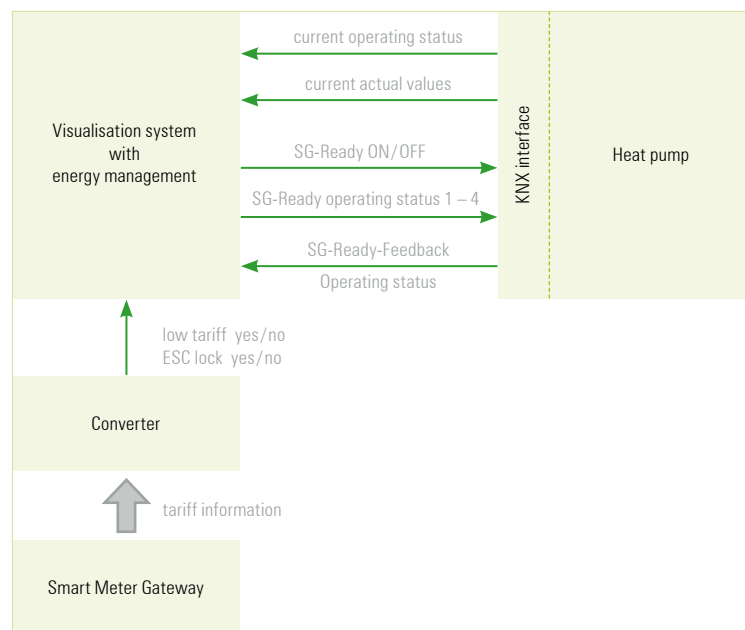 current operating status
current actual values
Visualisation system
with
energy management
SG-Ready ON/OFF
SG-Ready operating status 1 – 4
SG-Ready-Feedback
Operating status
KNX interface
Heat pump
low tariff yes/no
ESC lock yes/no
Converter
tariff information
Smart Meter Gateway